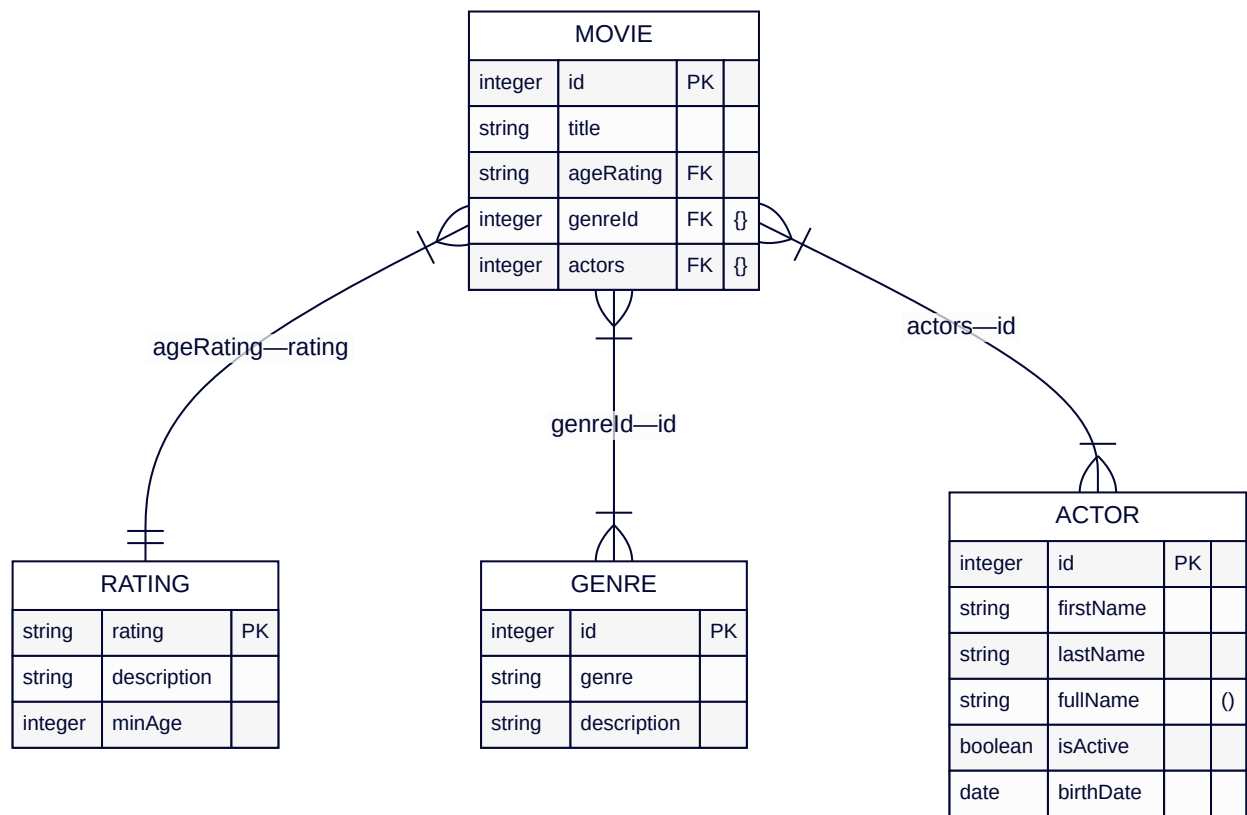 MOVIE
integer id PK
string title
string ageRating FK
integer genreId FK {}
integer actors FK {}
ageRating—rating
genreId—id
actors—id
RATING
string rating PK
string description
integer minAge
GENRE
integer id PK
string genre
string description
ACTOR
integer id PK
string firstName
string lastName
string fullName ()
boolean isActive
date birthDate